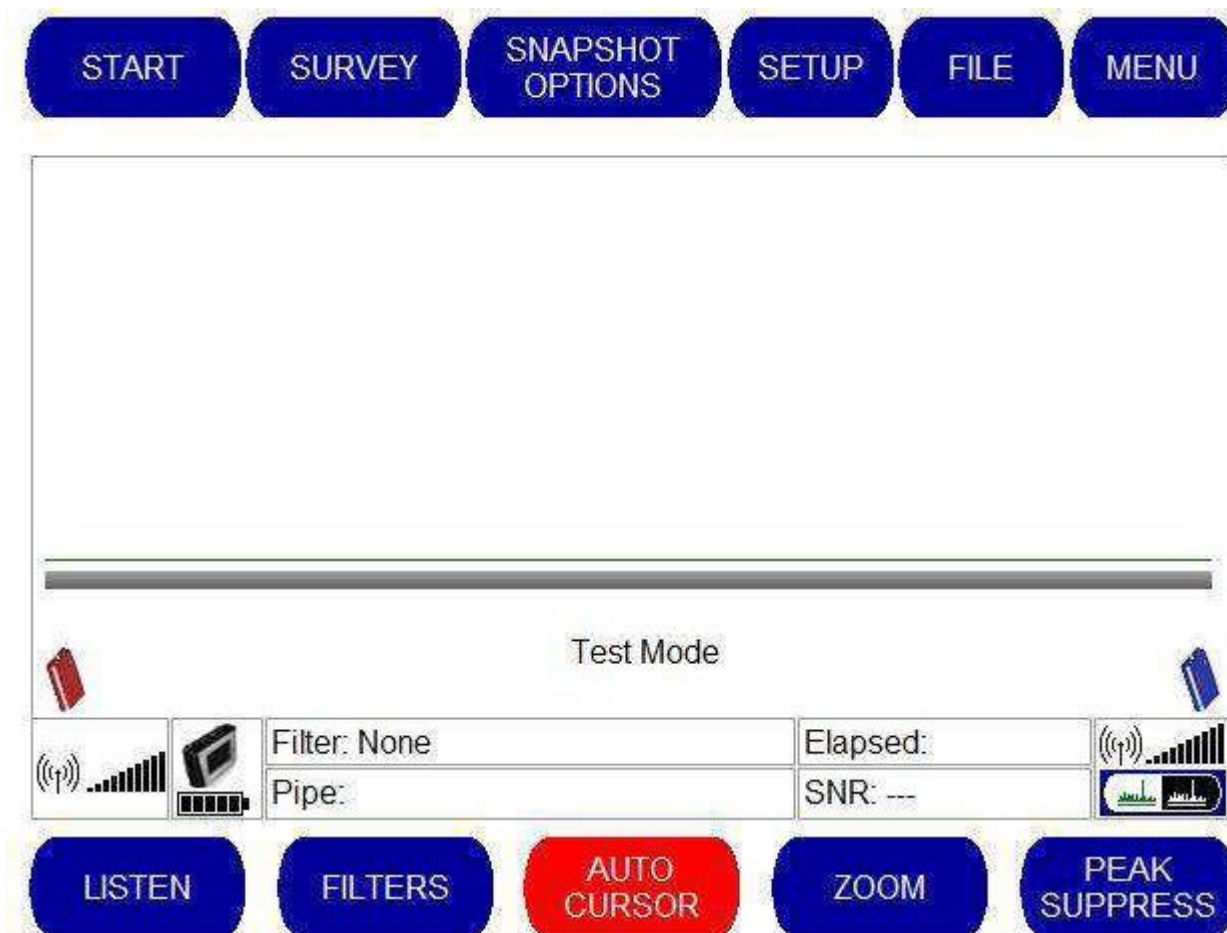 START
SURVEY
SNAPSHOT
OPTIONS
SETUP
FILE
MENU
Test Mode
Filter: None
Elapsed:
Pipe:
SNR: ---
LISTEN
FILTERS
AUTO
CURSOR
ZOOM
PEAK
SUPPRESS